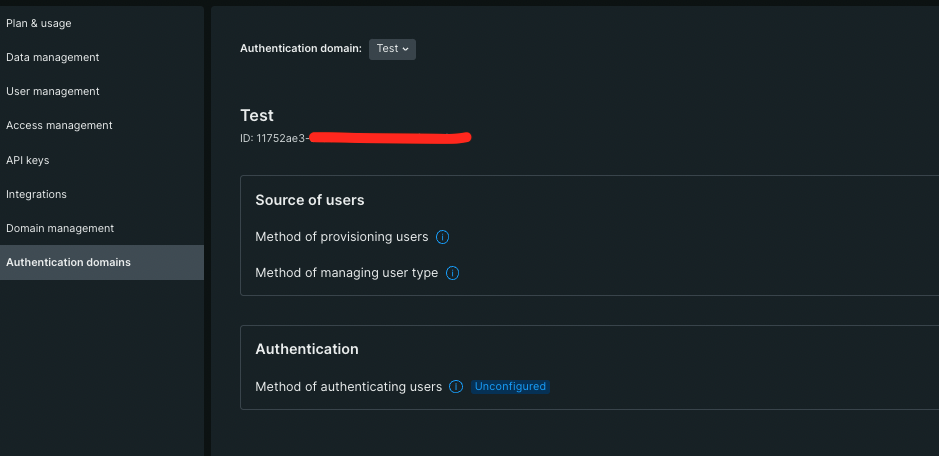 Plan & usage
Data management
User management
Access management
API keys
Integrations
Domain management
Authentication domains
Authentication domain: Test
Test
ID: 11752ae3-
Source of users
Method of provisioning users
Method of managing user type
Authentication
Method of authenticating users Unconfigured